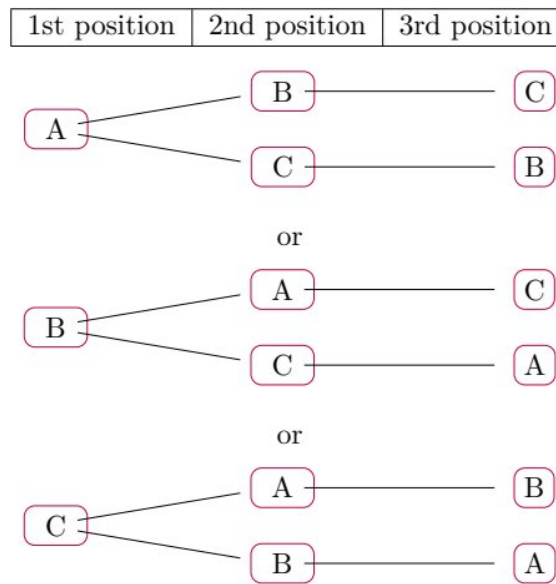 1st position 2nd position 3rd position
B C
A
C B
or
A C
B
C A
or
A B
C
B A